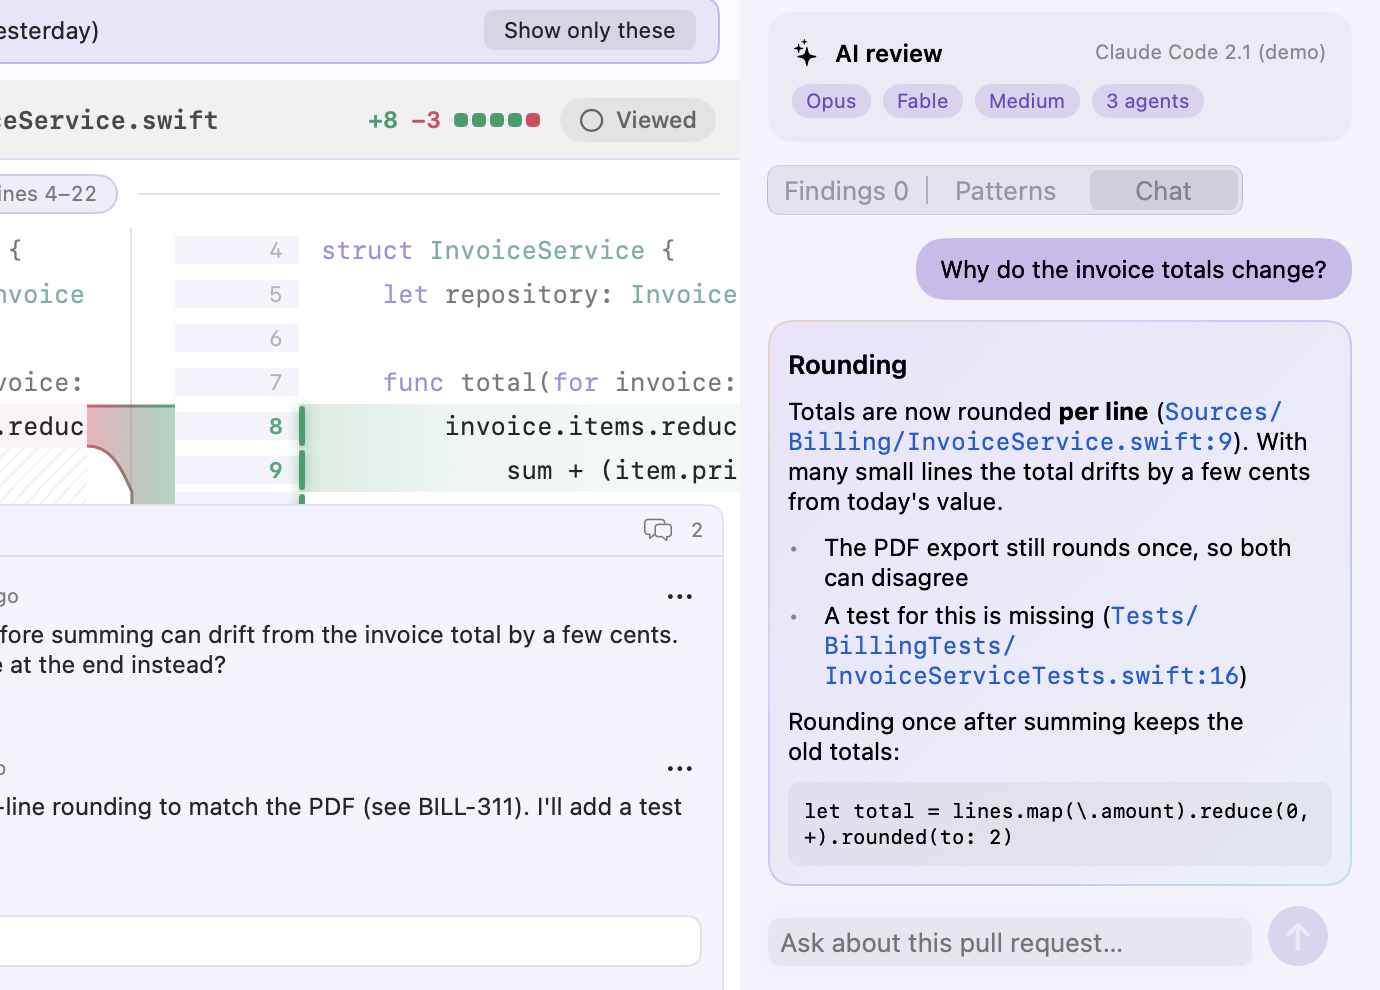 esterday)
Show only these
eService.swift
+8 −3
Viewed
ines 4–22
{
nvoice
voice:
.reduc
4 struct InvoiceService {
5 let repository: Invoice
6
7 func total(for invoice:
8 invoice.items.reduc
9 sum + (item.pri
2
go
fore summing can drift from the invoice total by a few cents.
e at the end instead?
-line rounding to match the PDF (see BILL-311). I'll add a test
AI review
Claude Code 2.1 (demo)
Opus
Fable
Medium
3 agents
Findings 0
Patterns
Chat
Why do the invoice totals change?
Rounding
Totals are now rounded per line (Sources/
Billing/InvoiceService.swift:9). With
many small lines the total drifts by a few cents
from today's value.
• The PDF export still rounds once, so both
can disagree
• A test for this is missing (Tests/
BillingTests/
InvoiceServiceTests.swift:16)
Rounding once after summing keeps the
old totals:
let total = lines.map(\.amount).reduce(0,
+).rounded(to: 2)
Ask about this pull request...